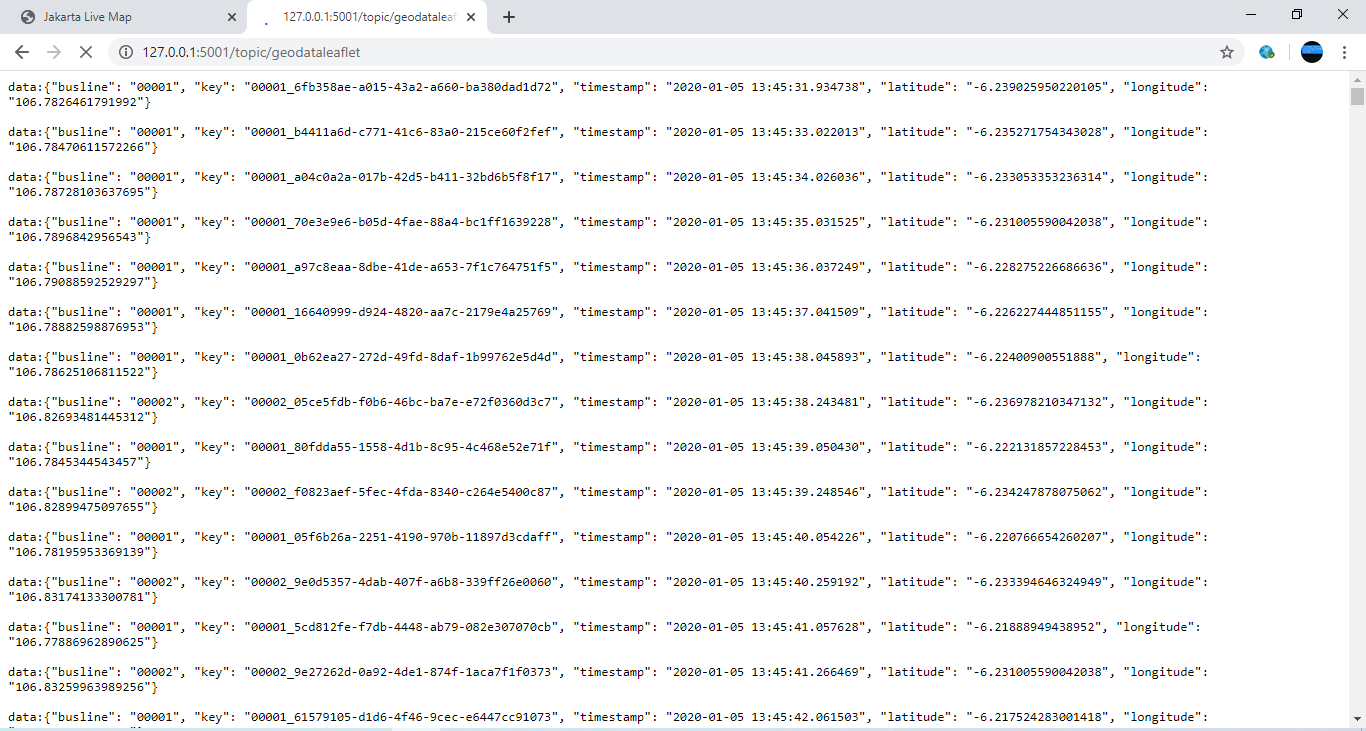 Jakarta Live Map
127.0.0.1:5001/topic/geodataleaf
127.0.0.1:5001/topic/geodataleaflet
data:{"busline": "00001", "key": "00001_6fb358ae-a015-43a2-a660-ba380dad1d72", "timestamp": "2020-01-05 13:45:31.934738", "latitude": "-6.239025950220105", "longitude":
"106.7826461791992"}
data:{"busline": "00001", "key": "00001_b4411a6d-c771-41c6-83a0-215ce60f2fef", "timestamp": "2020-01-05 13:45:33.022013", "latitude": "-6.235271754343028", "longitude":
"106.78470611572266"}
data:{"busline": "00001", "key": "00001_a04c0a2a-017b-42d5-b411-32bd6b5f8f17", "timestamp": "2020-01-05 13:45:34.026036", "latitude": "-6.233053353236314", "longitude":
"106.78728103637695"}
data:{"busline": "00001", "key": "00001_70e3e9e6-b05d-4fae-88a4-bc1ff1639228", "timestamp": "2020-01-05 13:45:35.031525", "latitude": "-6.231005590042038", "longitude":
"106.7896842956543"}
data:{"busline": "00001", "key": "00001_a97c8eaa-8dbe-41de-a653-7f1c764751f5", "timestamp": "2020-01-05 13:45:36.037249", "latitude": "-6.228275226686636", "longitude":
"106.79088592529297"}
data:{"busline": "00001", "key": "00001_16640999-d924-4820-aa7c-2179e4a25769", "timestamp": "2020-01-05 13:45:37.041509", "latitude": "-6.226227444851155", "longitude":
"106.78882598876953"}
data:{"busline": "00001", "key": "00001_0b62ea27-272d-49fd-8daf-1b99762e5d4d", "timestamp": "2020-01-05 13:45:38.045893", "latitude": "-6.22400900551888", "longitude":
"106.78625106811522"}
data:{"busline": "00002", "key": "00002_05ce5fdb-f0b6-46bc-ba7e-e72f0360d3c7", "timestamp": "2020-01-05 13:45:38.243481", "latitude": "-6.236978210347132", "longitude":
"106.82693481445312"}
data:{"busline": "00001", "key": "00001_80fdda55-1558-4d1b-8c95-4c468e52e71f", "timestamp": "2020-01-05 13:45:39.050430", "latitude": "-6.222131857228453", "longitude":
"106.7845344543457"}
data:{"busline": "00002", "key": "00002_f0823aef-5fec-4fda-8340-c264e5400c87", "timestamp": "2020-01-05 13:45:39.248546", "latitude": "-6.234247878075062", "longitude":
"106.82899475097655"}
data:{"busline": "00001", "key": "00001_05f6b26a-2251-4190-970b-11897d3cdaff", "timestamp": "2020-01-05 13:45:40.054226", "latitude": "-6.220766654260207", "longitude":
"106.78195953369139"}
data:{"busline": "00002", "key": "00002_9e0d5357-4dab-407f-a6b8-339ff26e0060", "timestamp": "2020-01-05 13:45:40.259192", "latitude": "-6.233394646324949", "longitude":
"106.83174133300781"}
data:{"busline": "00001", "key": "00001_5cd812fe-f7db-4448-ab79-082e307070cb", "timestamp": "2020-01-05 13:45:41.057628", "latitude": "-6.21888949438952", "longitude":
"106.77886962890625"}
data:{"busline": "00002", "key": "00002_9e27262d-0a92-4de1-874f-1aca7f1f0373", "timestamp": "2020-01-05 13:45:41.266469", "latitude": "-6.231005590042038", "longitude":
"106.83259963989256"}
data:{"busline": "00001", "key": "00001_61579105-d1d6-4f46-9cec-e6447cc91073", "timestamp": "2020-01-05 13:45:42.061503", "latitude": "-6.217524283001418", "longitude":